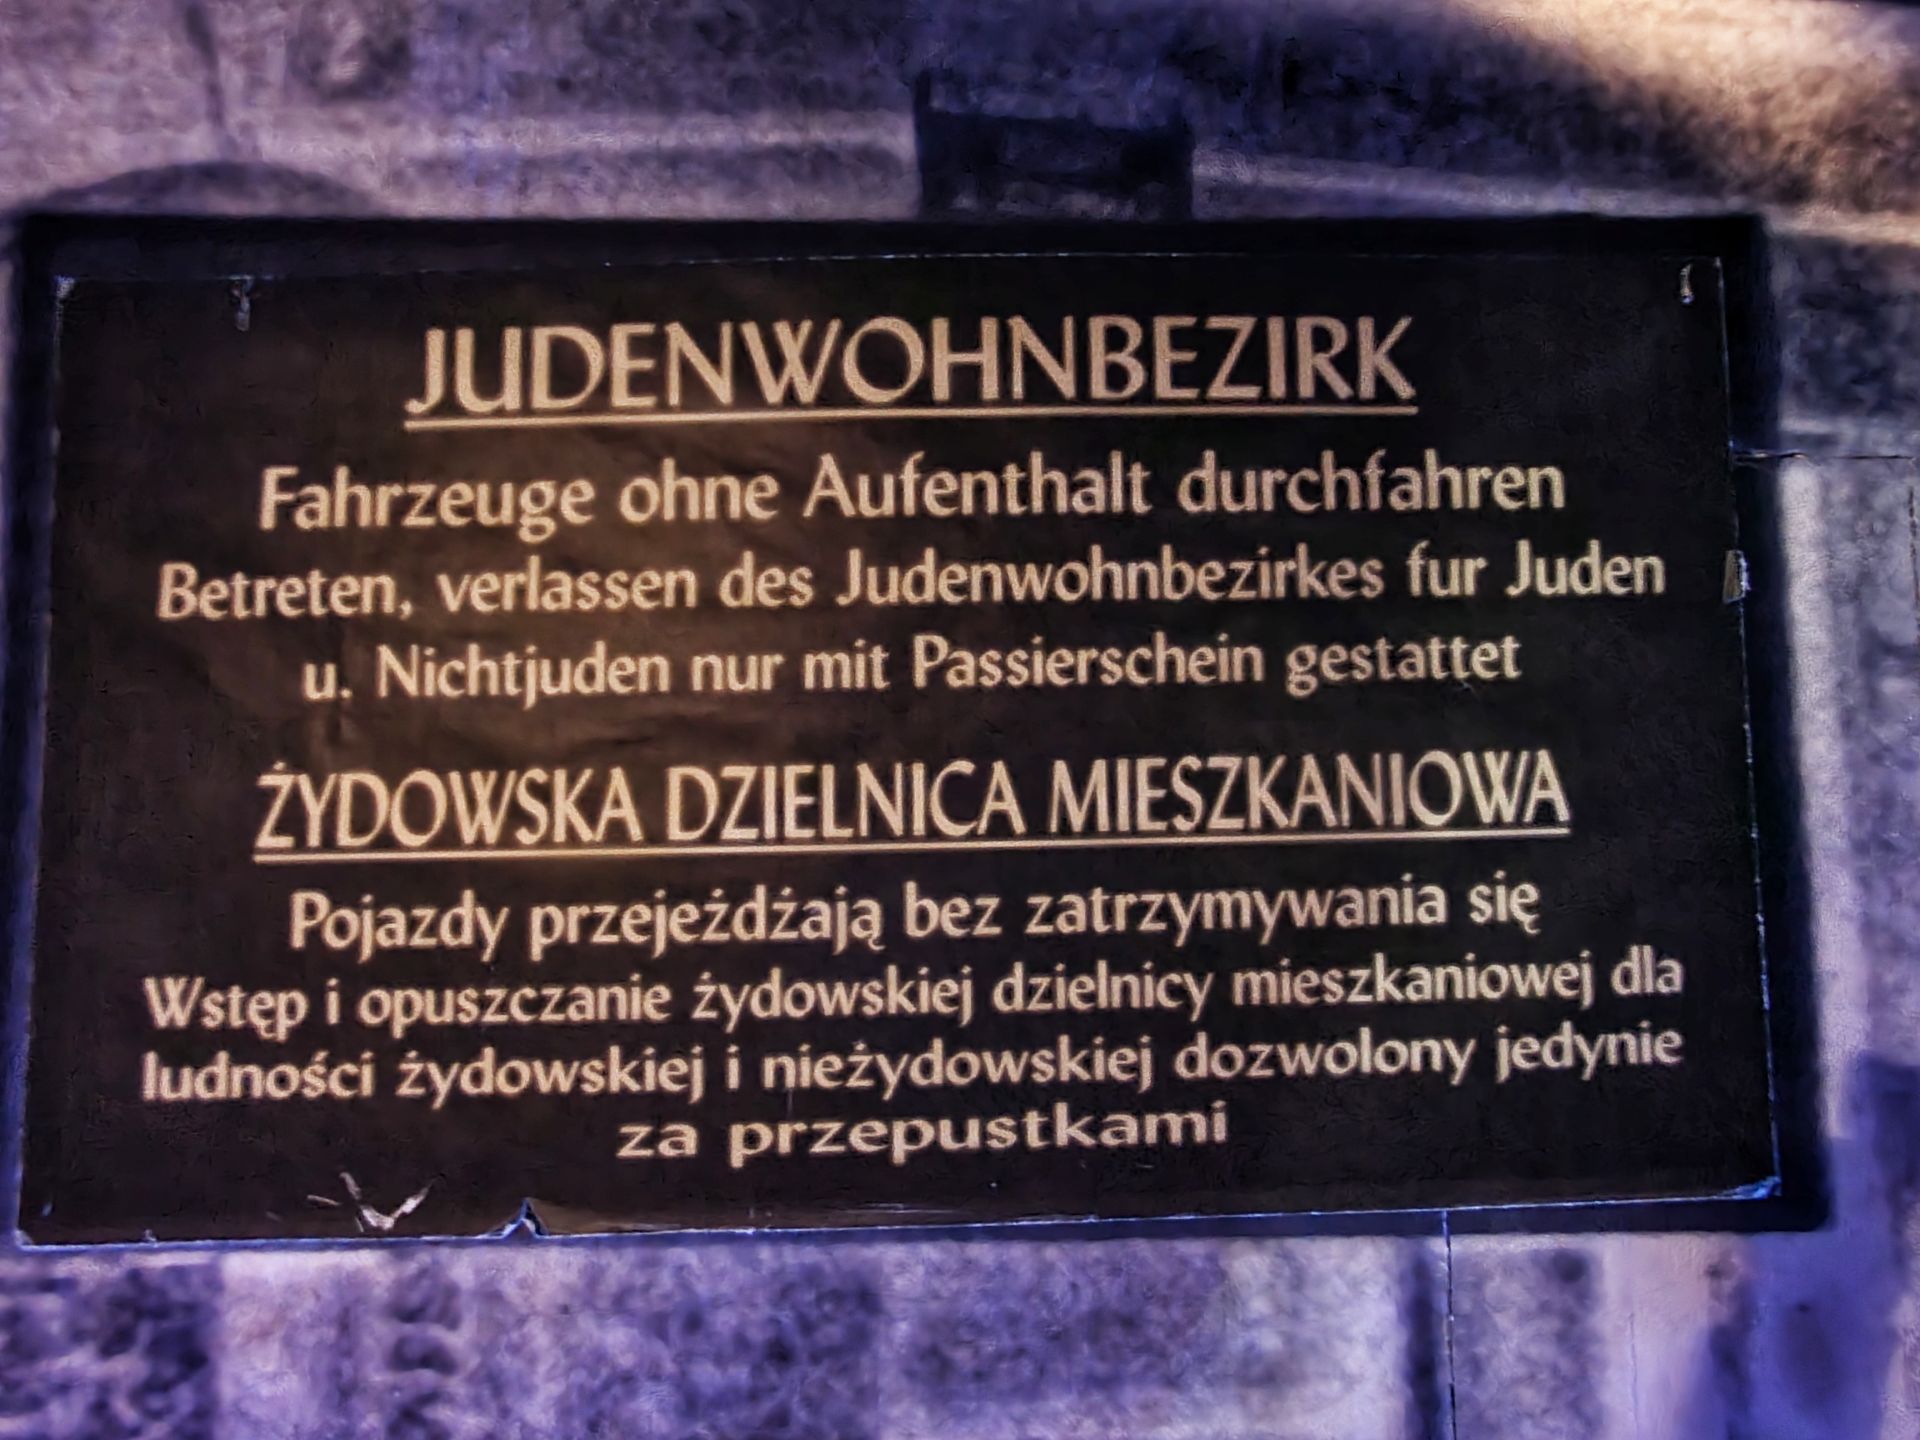 JUDENWOHNBEZIRK
Fahrzeuge ohne Aufenthalt durchfahren
Betreten, verlassen des Judenwohnbezirkes fur Juden
u. Nichtjuden nur mit Passierschein gestattet
ŻYDOWSKA DZIELNICA MIESZKANIOWA
Pojazdy przejeżdżają bez zatrzymywania się
Wstęp i opuszczanie żydowskiej dzielnicy mieszkaniowej dla
ludności żydowskiej i nieżydowskiej dozwolony jedynie
za przepustkami